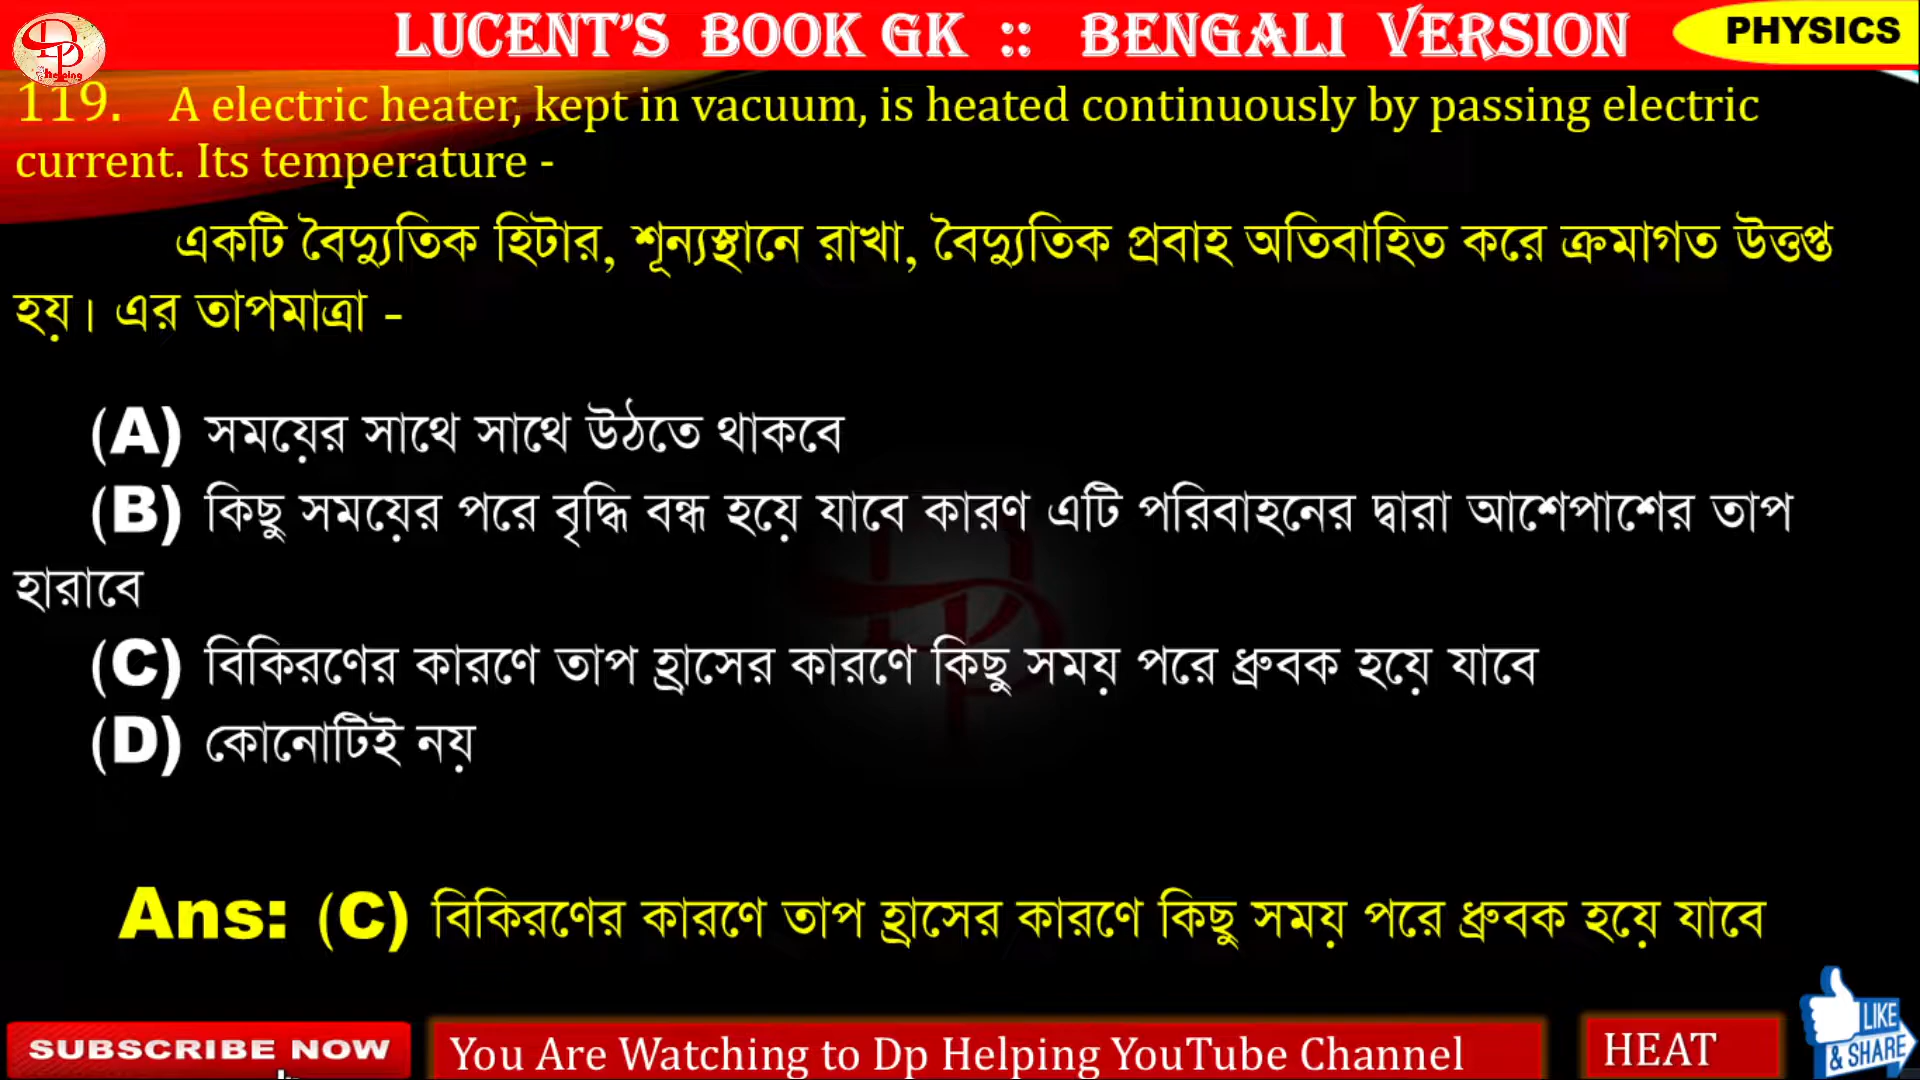 LUCENT'S BOOK GK :: BENGALI VERSION
PHYSICS
DP
helping
119. A electric heater, kept in vacuum, is heated continuously by passing electric
current. Its temperature -
একটি বৈদ্যুতিক হিটার, শূন্যস্থানে রাখা, বৈদ্যুতিক প্রবাহ অতিবাহিত করে ক্রমাগত উত্তপ্ত
হয়। এর তাপমাত্রা -
(A) সময়ের সাথে সাথে উঠতে থাকবে
(B) কিছু সময়ের পরে বৃদ্ধি বন্ধ হয়ে যাবে কারণ এটি পরিবাহনের দ্বারা আশেপাশের তাপ
হারাবে
(C) বিকিরণের কারণে তাপ হ্রাসের কারণে কিছু সময় পরে ধ্রুবক হয়ে যাবে
(D) কোনোটিই নয়
Ans: (C) বিকিরণের কারণে তাপ হ্রাসের কারণে কিছু সময় পরে ধ্রুবক হয়ে যাবে
SUBSCRIBE NOW
You Are Watching to Dp Helping YouTube Channel
HEAT
LIKE
& SHARE